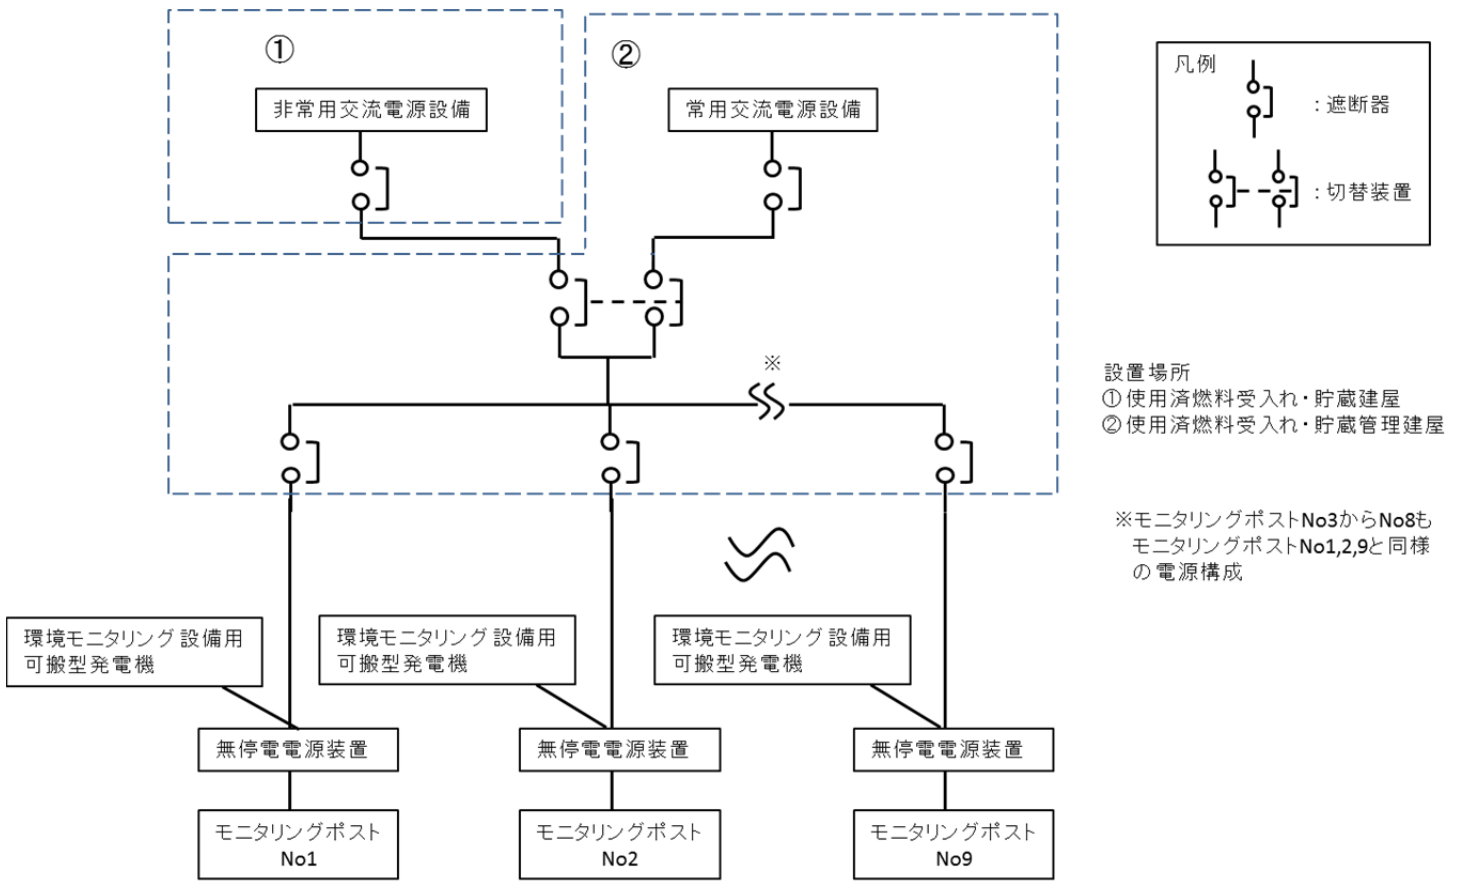 ①
②
非常用交流電源設備
常用交流電源設備
凡例
：遮断器
：切替装置
※
設置場所
①使用済燃料受入れ・貯蔵建屋
②使用済燃料受入れ・貯蔵管理建屋
※モニタリングポストNo3からNo8も
モニタリングポストNo1,2,9と同様
の電源構成
環境モニタリング設備用
可搬型発電機
環境モニタリング設備用
可搬型発電機
環境モニタリング設備用
可搬型発電機
無停電電源装置
無停電電源装置
無停電電源装置
モニタリングポスト
No1
モニタリングポスト
No2
モニタリングポスト
No9